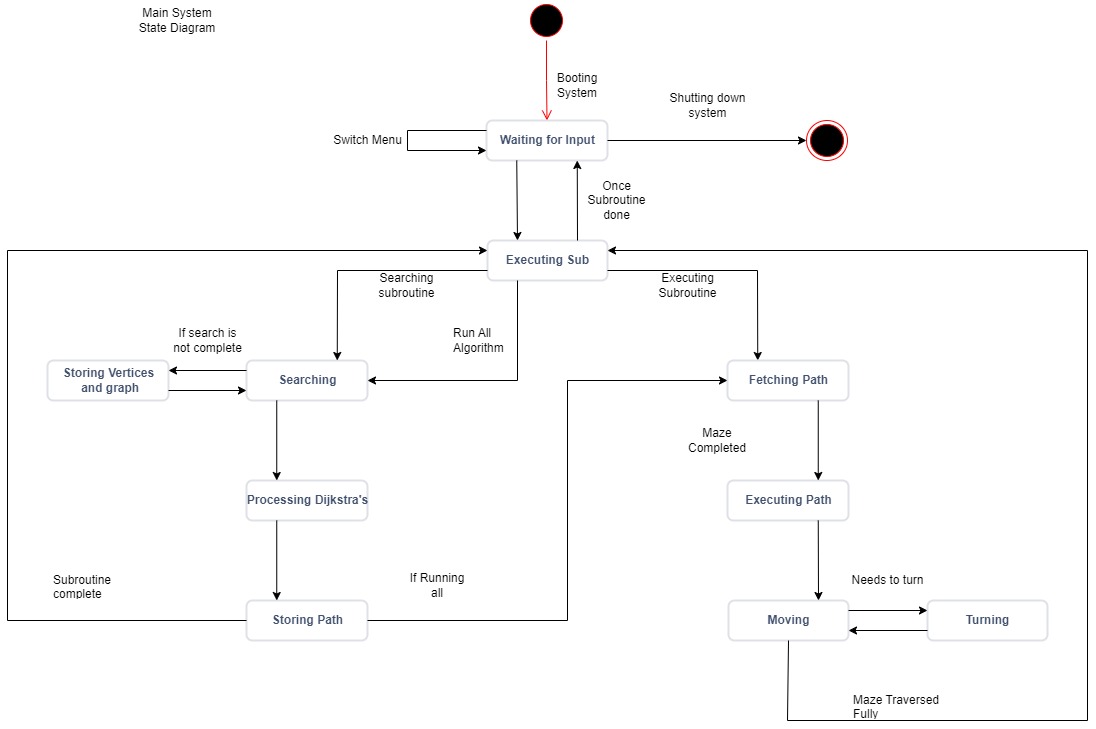 Main System
State Diagram
Booting
System
Shutting down
system
Switch Menu
Waiting for Input
Once
Subroutine
done
Executing Sub
Searching
subroutine
Executing
Subroutine
If search is
not complete
Run All
Algorithm
Storing Vertices
and graph
Searching
Fetching Path
Maze
Completed
Processing Dijkstra's
Executing Path
Subroutine
complete
If Running
all
Needs to turn
Storing Path
Moving
Turning
Maze Traversed
Fully